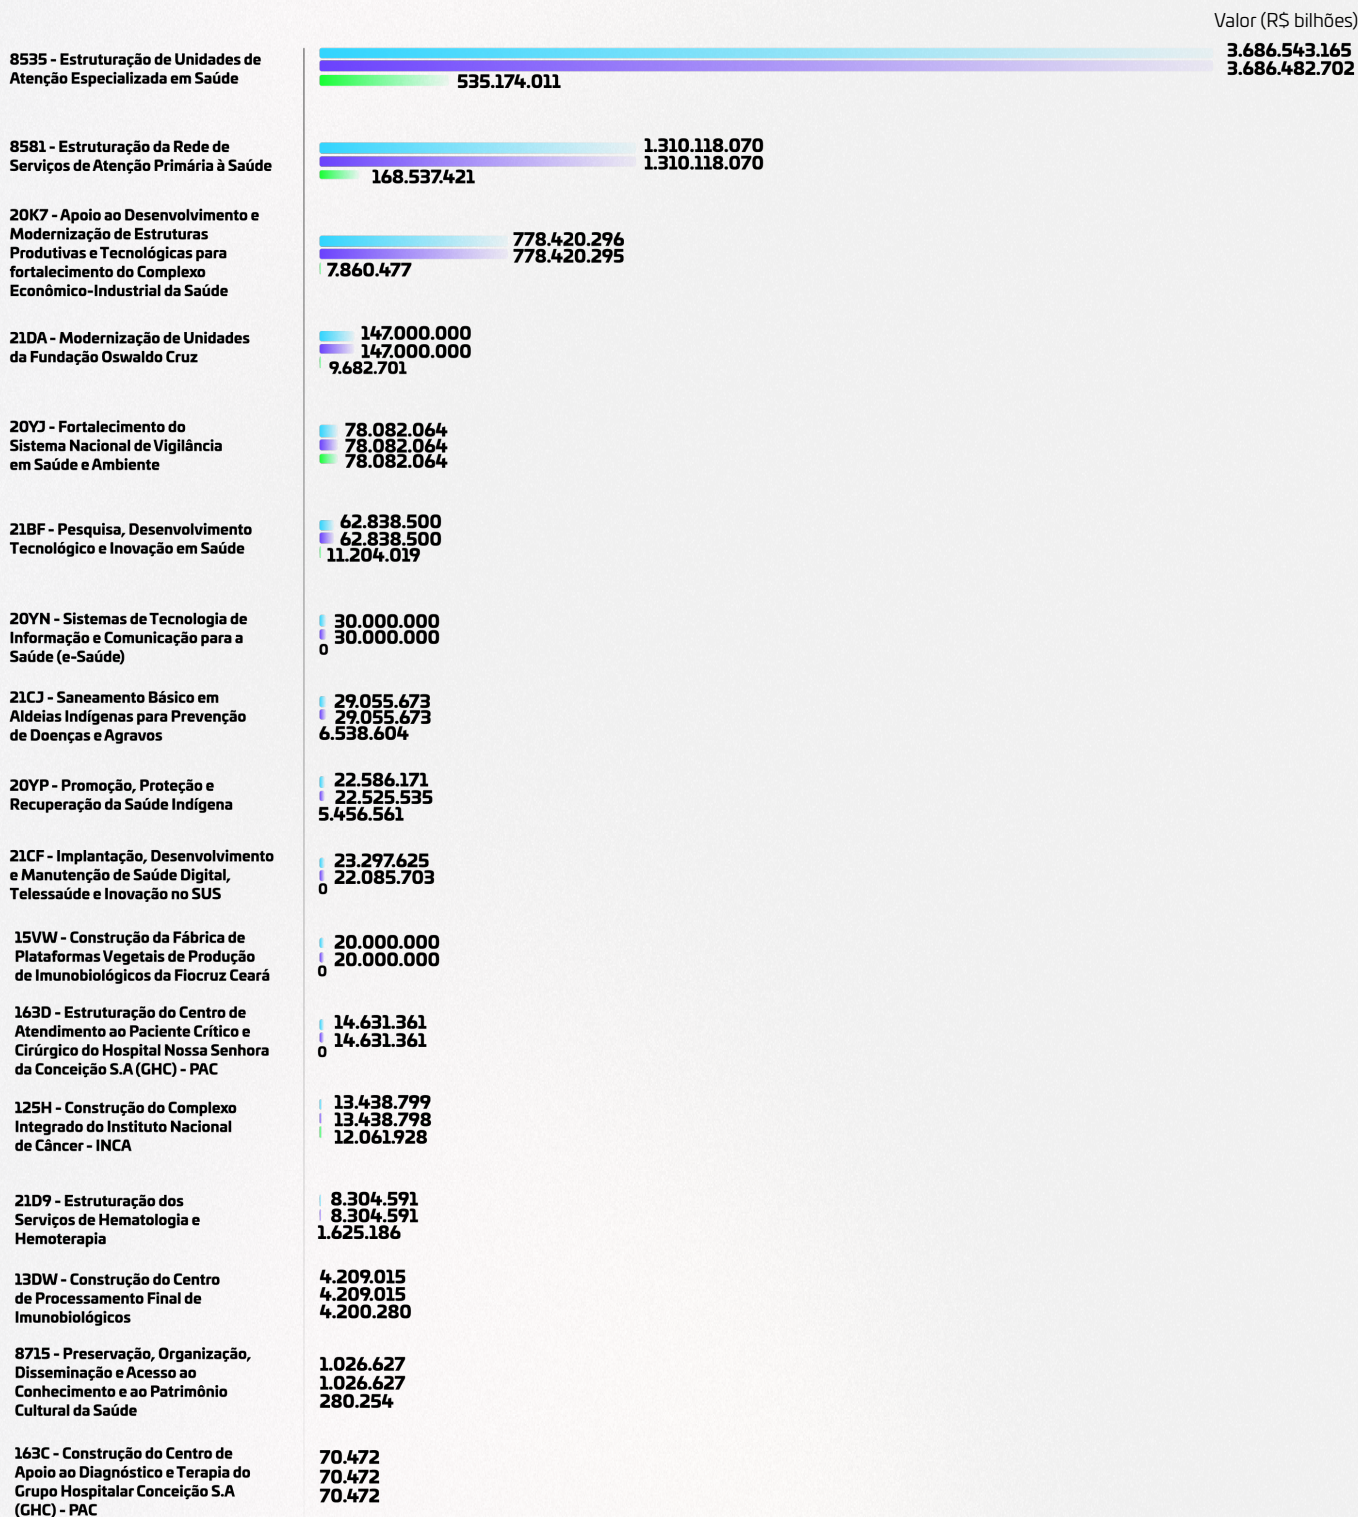 Valor (R$ bilhões)
8535 - Estruturação de Unidades de
Atenção Especializada em Saúde
3.686.543.165
3.686.482.702
535.174.011
8581 - Estruturação da Rede de
Serviços de Atenção Primária à Saúde
1.310.118.070
1.310.118.070
168.537.421
20K7 - Apoio ao Desenvolvimento e
Modernização de Estruturas
Produtivas e Tecnológicas para
fortalecimento do Complexo
Econômico-Industrial da Saúde
778.420.296
778.420.295
7.860.477
21DA - Modernização de Unidades
da Fundação Oswaldo Cruz
147.000.000
147.000.000
9.682.701
20YJ - Fortalecimento do
Sistema Nacional de Vigilância
em Saúde e Ambiente
78.082.064
78.082.064
78.082.064
21BF - Pesquisa, Desenvolvimento
Tecnológico e Inovação em Saúde
62.838.500
62.838.500
11.204.019
20YN - Sistemas de Tecnologia de
Informação e Comunicação para a
Saúde (e-Saúde)
30.000.000
30.000.000
0
21CJ - Saneamento Básico em
Aldeias Indígenas para Prevenção
de Doenças e Agravos
29.055.673
29.055.673
6.538.604
20YP - Promoção, Proteção e
Recuperação da Saúde Indígena
22.586.171
22.525.535
5.456.561
21CF - Implantação, Desenvolvimento
e Manutenção de Saúde Digital,
Telessaúde e Inovação no SUS
23.297.625
22.085.703
0
15VW - Construção da Fábrica de
Plataformas Vegetais de Produção
de Imunobiológicos da Fiocruz Ceará
20.000.000
20.000.000
0
163D - Estruturação do Centro de
Atendimento ao Paciente Crítico e
Cirúrgico do Hospital Nossa Senhora
da Conceição S.A (GHC) - PAC
14.631.361
14.631.361
0
125H - Construção do Complexo
Integrado do Instituto Nacional
de Câncer - INCA
13.438.799
13.438.798
12.061.928
21D9 - Estruturação dos
Serviços de Hematologia e
Hemoterapia
8.304.591
8.304.591
1.625.186
13DW - Construção do Centro
de Processamento Final de
Imunobiológicos
4.209.015
4.209.015
4.200.280
8715 - Preservação, Organização,
Disseminação e Acesso ao
Conhecimento e ao Patrimônio
Cultural da Saúde
1.026.627
1.026.627
280.254
163C - Construção do Centro de
Apoio ao Diagnóstico e Terapia do
Grupo Hospitalar Conceição S.A
(GHC) - PAC
70.472
70.472
70.472